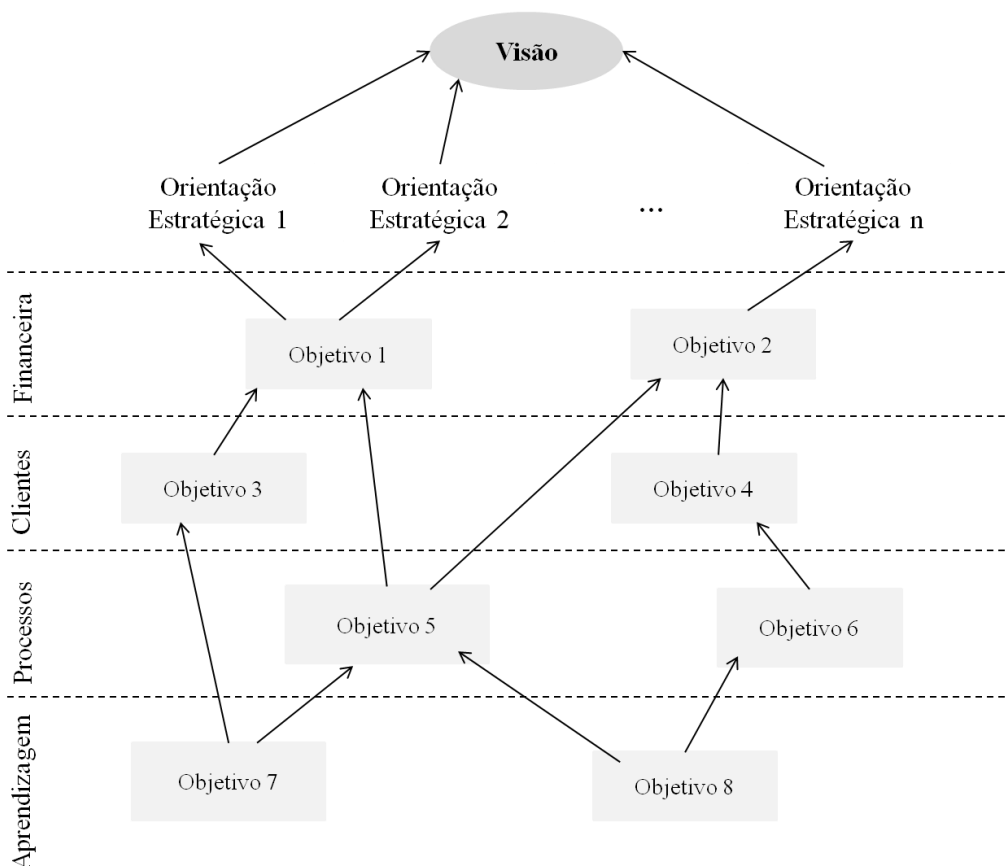 Visão
Orientação
Estratégica 1
Orientação
Estratégica 2
...
Orientação
Estratégica n
Financeira
Objetivo 1
Objetivo 2
Clientes
Objetivo 3
Objetivo 4
Processos
Objetivo 5
Objetivo 6
Aprendizagem
Objetivo 7
Objetivo 8